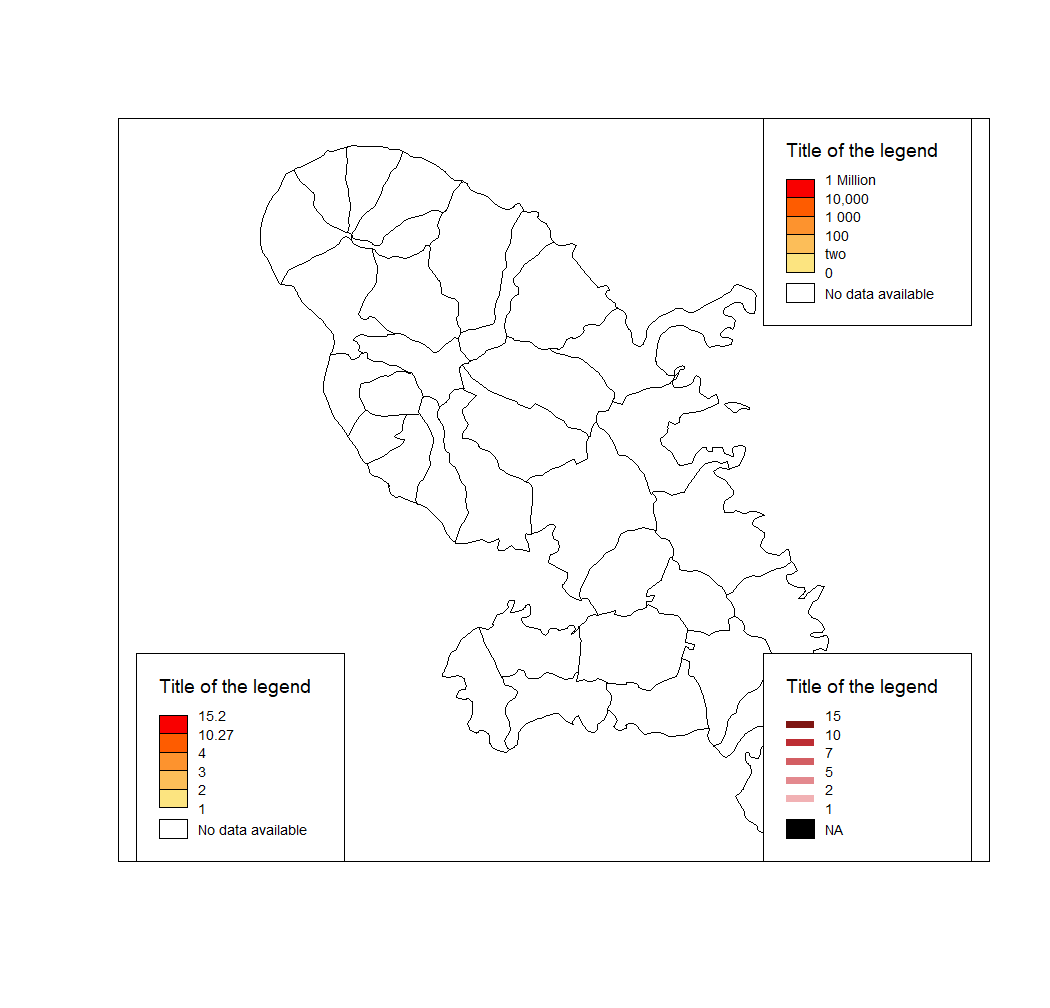 Title of the legend
1 Million
10,000
1 000
100
two
0
No data available
Title of the legend
15.2
10.27
4
3
2
1
No data available
Title of the legend
15
10
7
5
2
1
NA